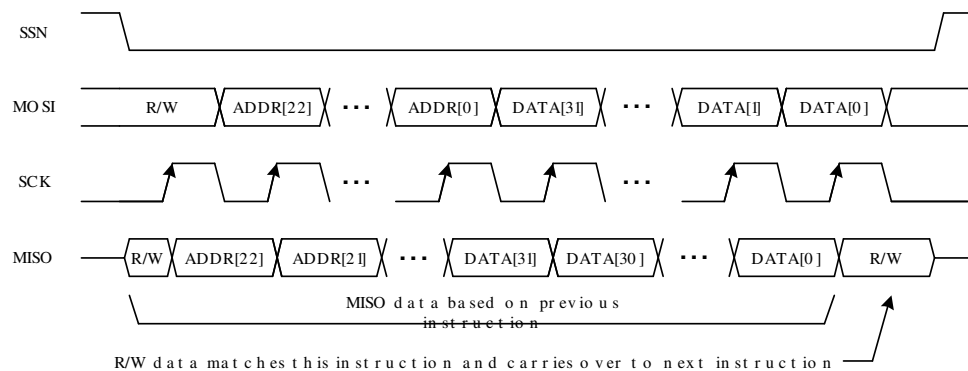 SSN
MOSI R/W ADDR[22] ... ADDR[0] DATA[31] ... DATA[1] DATA[0]
SCK ... ...
MISO R/W ADDR[22] ADDR[21] ... DATA[31] DATA[30] ... DATA[0] R/W
MISO data based on previous
instruction
R/W data matches this instruction and carries over to next instruction